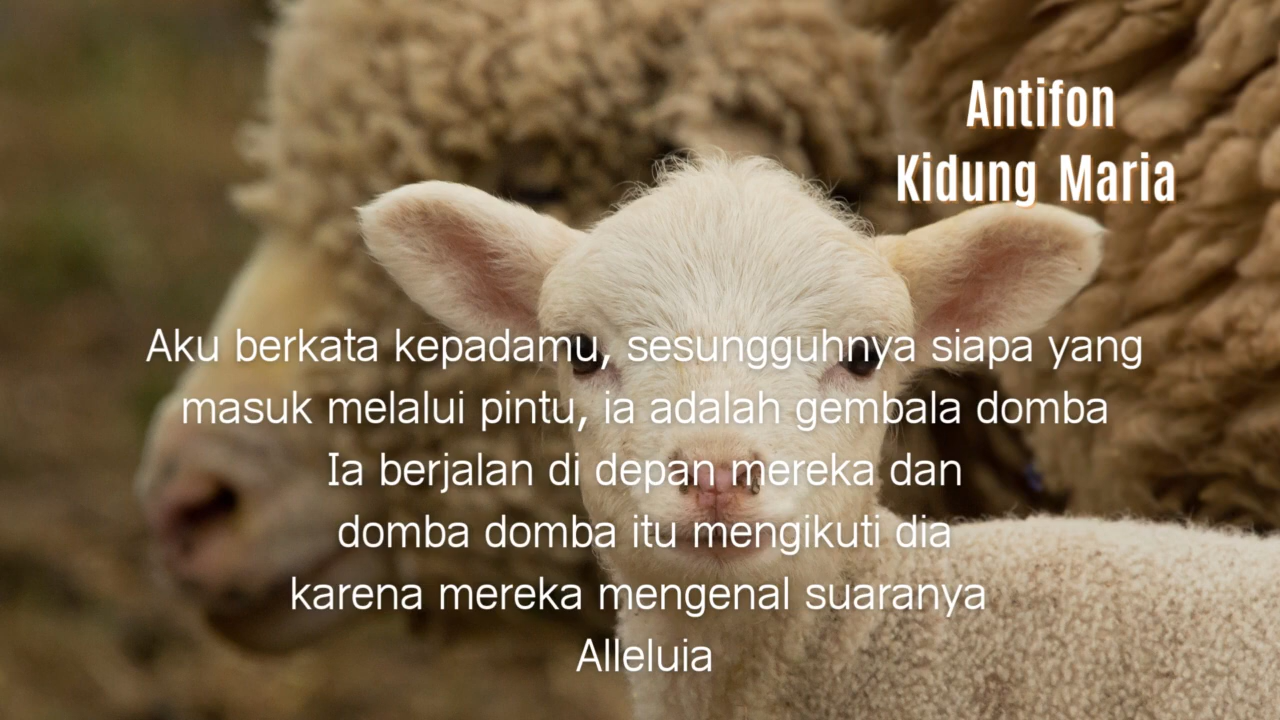 Antifon
Kidung Maria
Aku berkata kepadamu, sesungguhnya siapa yang
masuk melalui pintu, ia adalah gembala domba
Ia berjalan di depan mereka dan
domba domba itu mengikuti dia
karena mereka mengenal suaranya
Alleluia